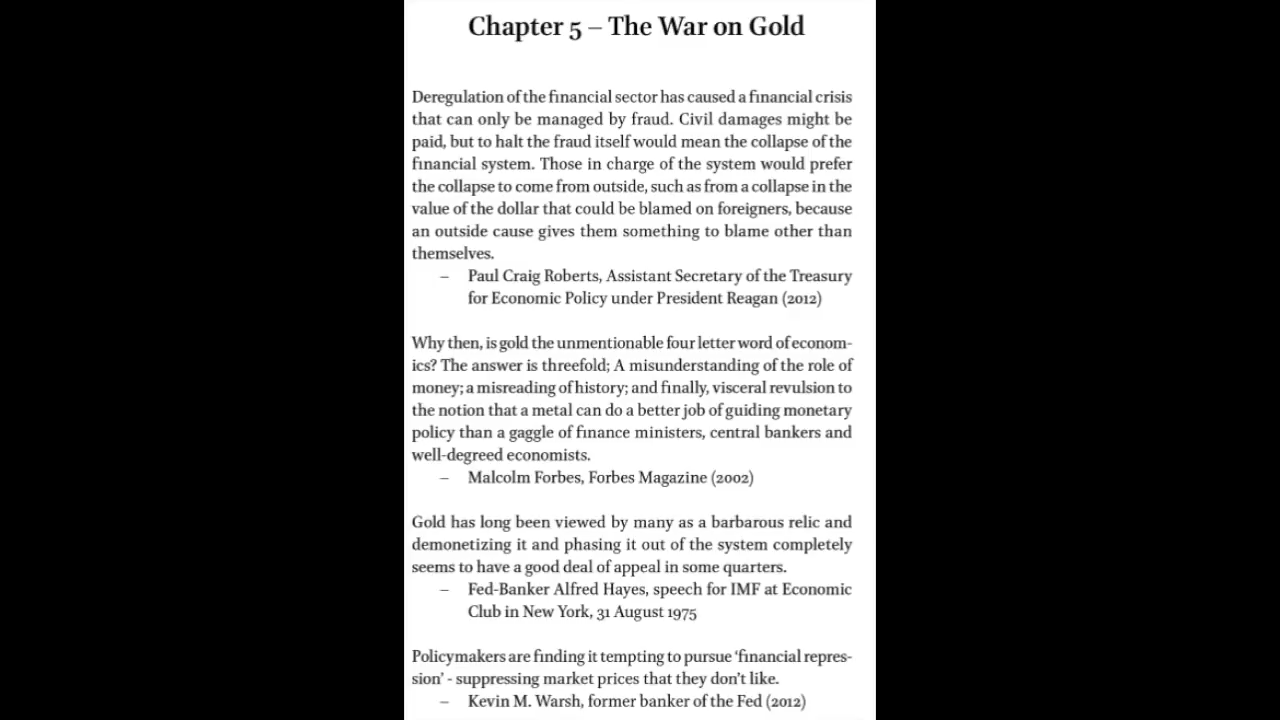 Chapter 5 – The War on Gold
Deregulation of the financial sector has caused a financial crisis
that can only be managed by fraud. Civil damages might be
paid, but to halt the fraud itself would mean the collapse of the
financial system. Those in charge of the system would prefer
the collapse to come from outside, such as from a collapse in the
value of the dollar that could be blamed on foreigners, because
an outside cause gives them something to blame other than
themselves.
– Paul Craig Roberts, Assistant Secretary of the Treasury
for Economic Policy under President Reagan (2012)
Why then, is gold the unmentionable four letter word of econom-
ics? The answer is threefold; A misunderstanding of the role of
money; a misreading of history; and finally, visceral revulsion to
the notion that a metal can do a better job of guiding monetary
policy than a gaggle of finance ministers, central bankers and
well-degreed economists.
– Malcolm Forbes, Forbes Magazine (2002)
Gold has long been viewed by many as a barbarous relic and
demonetizing it and phasing it out of the system completely
seems to have a good deal of appeal in some quarters.
– Fed-Banker Alfred Hayes, speech for IMF at Economic
Club in New York, 31 August 1975
Policymakers are finding it tempting to pursue ‘financial repres-
sion’ - suppressing market prices that they don’t like.
– Kevin M. Warsh, former banker of the Fed (2012)